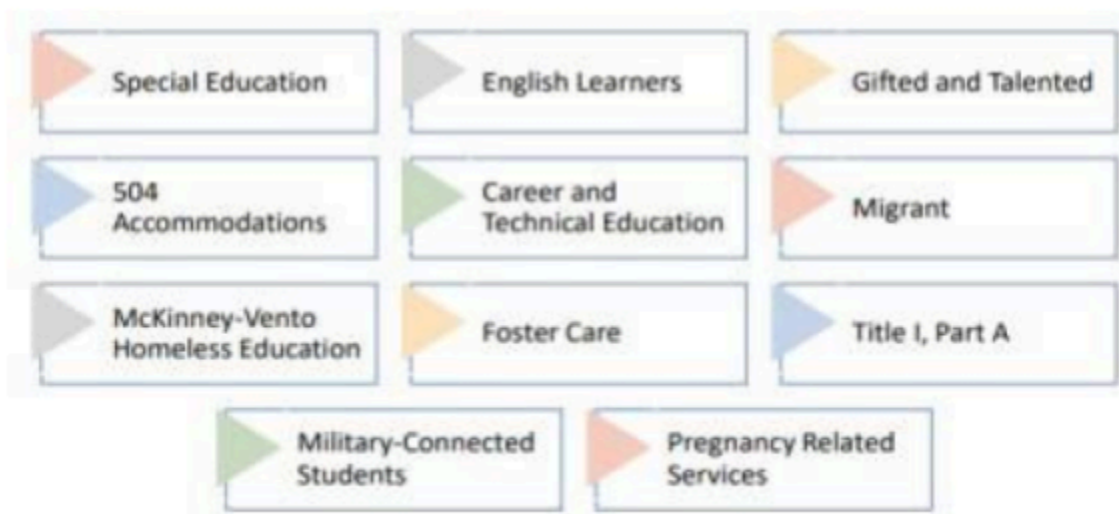 Special Education
English Learners
Gifted and Talented
504
Accommodations
Career and
Technical Education
Migrant
McKinney-Vento
Homeless Education
Foster Care
Title I, Part A
Military-Connected
Students
Pregnancy Related
Services